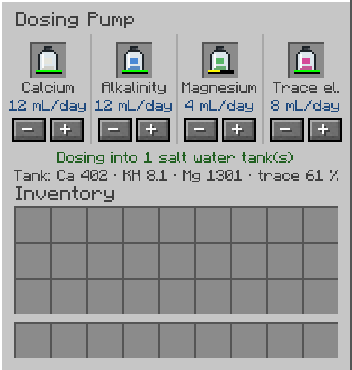 Dosing Pump
Calcium Alkalinity Magnesium Trace el.
12 mL/day 12 mL/day 4 mL/day 8 mL/day
- + - + - + - +
Dosing into 1 salt water tank(s)
Tank: Ca 402 · KH 8.1 · Mg 1301 · trace 61 %
Inventory